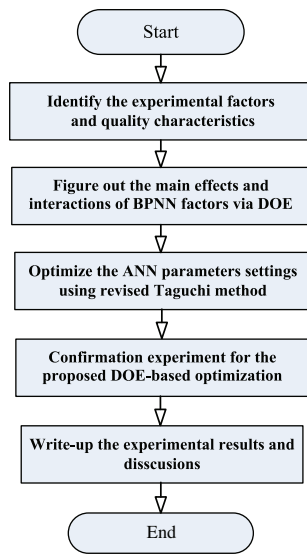 Start
Identify the experimental factors
and quality characteristics
Figure out the main effects and
interactions of BPNN factors via DOE
Optimize the ANN parameters settings
using revised Taguchi method
Confirmation experiment for the
proposed DOE-based optimization
Write-up the experimental results and
disscusions
End